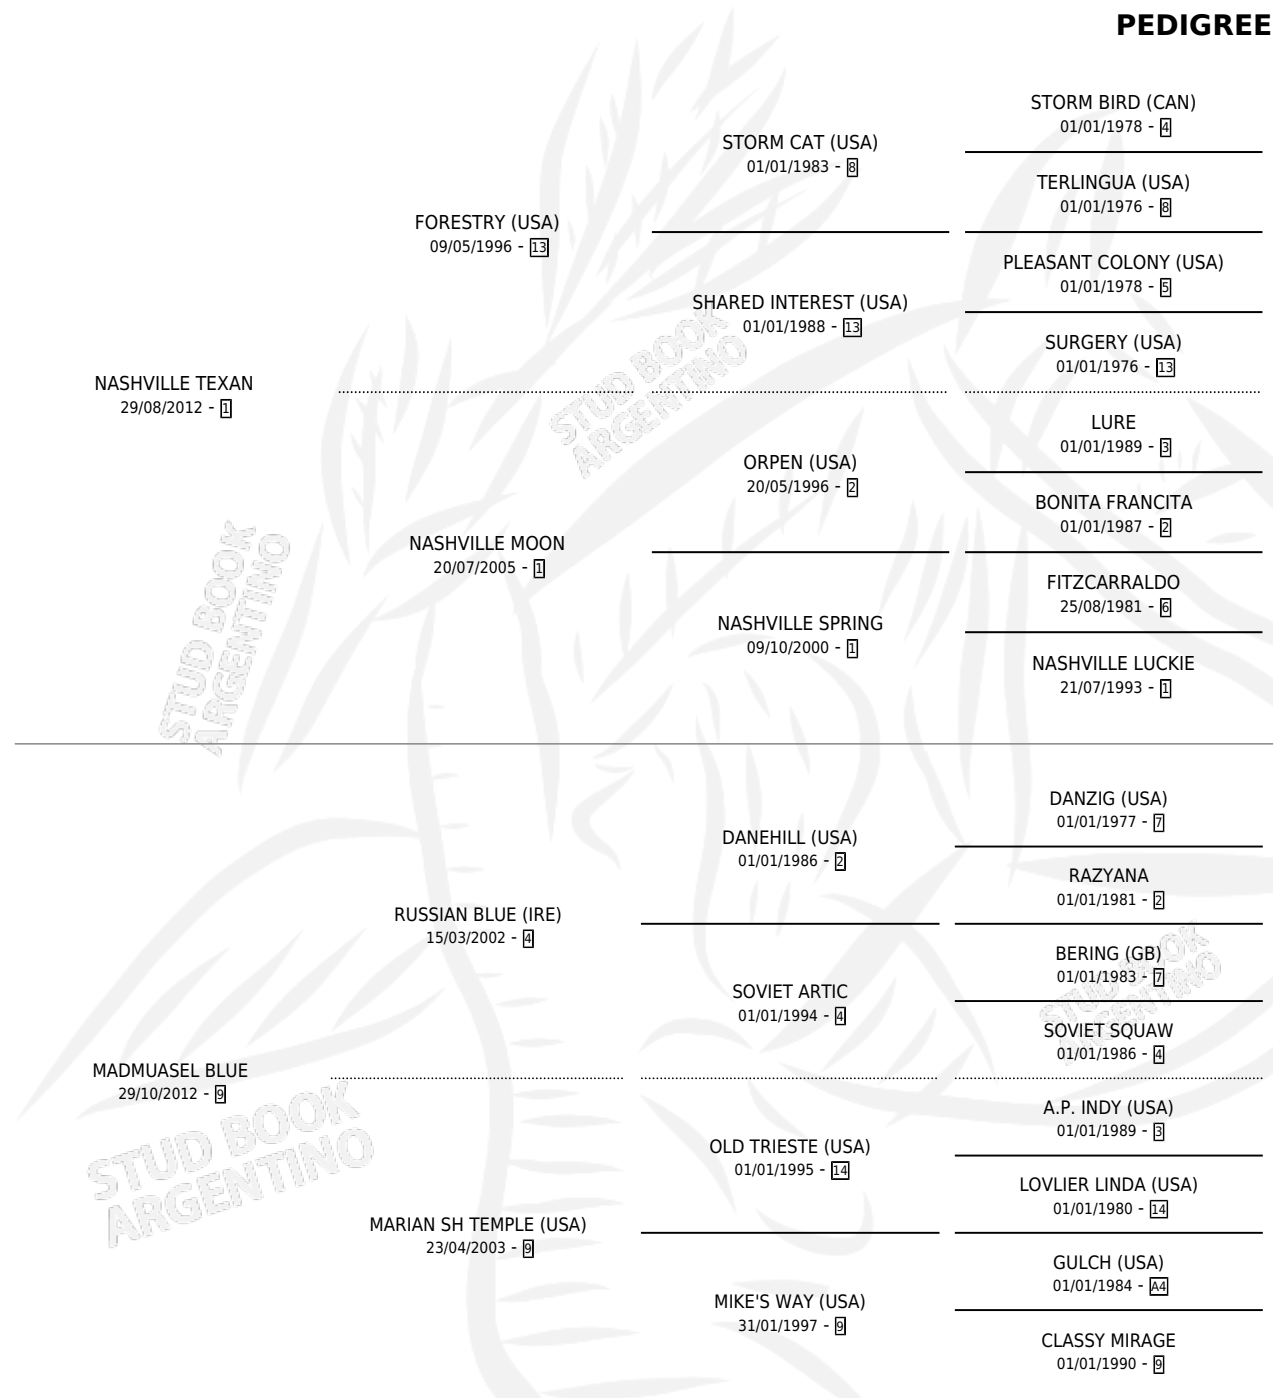 PEDIGREE
STORM BIRD (CAN)
01/01/1978 - 4
STORM CAT (USA)
01/01/1983 - 8
TERLINGUA (USA)
01/01/1976 - 8
FORESTRY (USA)
09/05/1996 - 13
PLEASANT COLONY (USA)
01/01/1978 - 5
SHARED INTEREST (USA)
01/01/1988 - 13
SURGERY (USA)
01/01/1976 - 13
NASHVILLE TEXAN
29/08/2012 - 1
LURE
01/01/1989 - 3
ORPEN (USA)
20/05/1996 - 2
BONITA FRANCITA
01/01/1987 - 2
NASHVILLE MOON
20/07/2005 - 1
FITZCARRALDO
25/08/1981 - 6
NASHVILLE SPRING
09/10/2000 - 1
NASHVILLE LUCKIE
21/07/1993 - 1
DANZIG (USA)
01/01/1977 - 7
DANEHILL (USA)
01/01/1986 - 2
RAZYANA
01/01/1981 - 2
RUSSIAN BLUE (IRE)
15/03/2002 - 4
BERING (GB)
01/01/1983 - 7
SOVIET ARTIC
01/01/1994 - 4
SOVIET SQUAW
01/01/1986 - 4
MADMUASEL BLUE
29/10/2012 - 9
A.P. INDY (USA)
01/01/1989 - 3
OLD TRIESTE (USA)
01/01/1995 - 14
LOVLIER LINDA (USA)
01/01/1980 - 14
MARIAN SH TEMPLE (USA)
23/04/2003 - 9
GULCH (USA)
01/01/1984 - A4
MIKE'S WAY (USA)
31/01/1997 - 9
CLASSY MIRAGE
01/01/1990 - 9
STUD BOOK
ARGENTINO
STUD BOOK
ARGENTINO
STUD BOOK
ARGENTINO
STUD BOOK
ARGENTINO